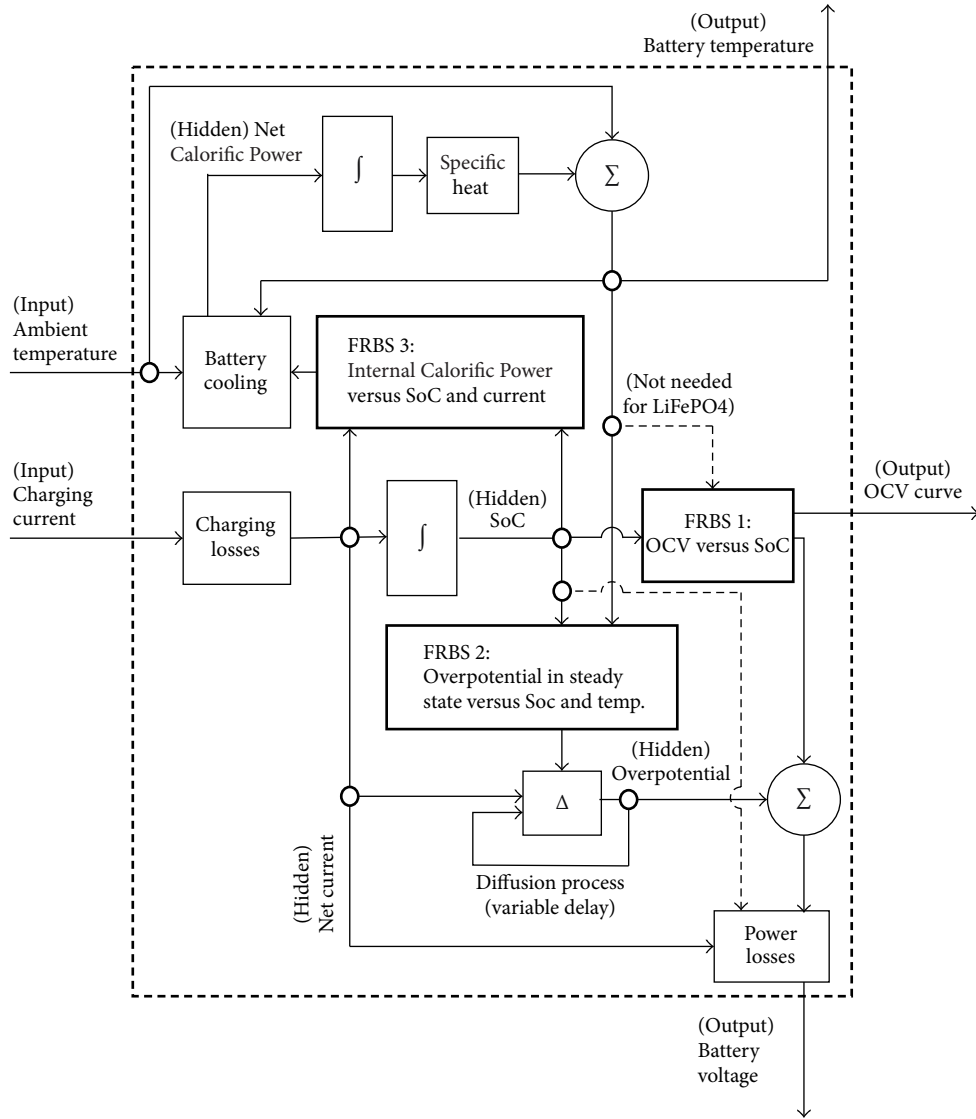 (Output)
Battery temperature
(Hidden) Net
Calorific Power
∫
Specific
heat
∑
(Input)
Ambient
temperature
Battery
cooling
FRBS 3:
Internal Calorific Power
versus SoC and current
(Not needed
for LiFePO4)
(Input)
Charging
current
Charging
losses
∫
(Hidden)
SoC
FRBS 1:
OCV versus SoC
(Output)
OCV curve
FRBS 2:
Overpotential in steady
state versus Soc and temp.
(Hidden)
Overpotential
Δ
∑
Diffusion process
(variable delay)
(Hidden)
Net current
Power
losses
(Output)
Battery
voltage